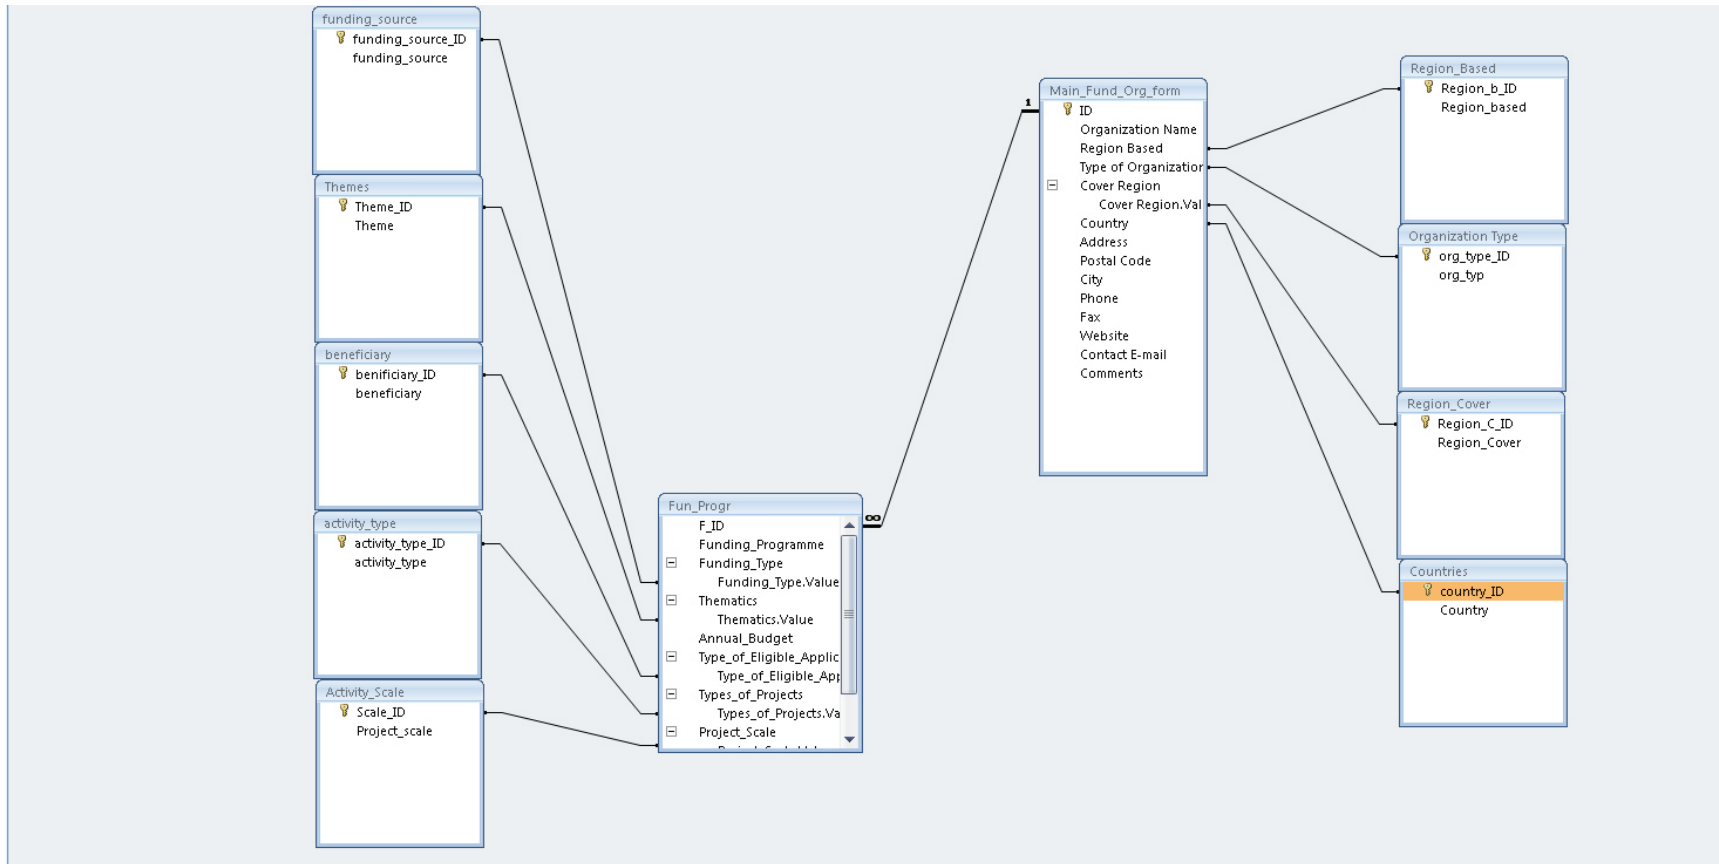 funding_source
funding_source_ID
funding_source
Themes
Theme_ID
Theme
beneficiary
benificiary_ID
beneficiary
activity_type
activity_type_ID
activity_type
Activity_Scale
Scale_ID
Project_scale
Fun_Progr
F_ID
Funding_Programme
Funding_Type
Funding_Type.Value
Thematics
Thematics.Value
Annual_Budget
Type_of_Eligible_Applic
Type_of_Eligible_App
Types_of_Projects
Types_of_Projects.Va
Project_Scale
∞
1
Main_Fund_Org_form
ID
Organization Name
Region Based
Type of Organization
Cover Region
Cover Region.Val
Country
Address
Postal Code
City
Phone
Fax
Website
Contact E-mail
Comments
Region_Based
Region_b_ID
Region_based
Organization Type
org_type_ID
org_typ
Region_Cover
Region_C_ID
Region_Cover
Countries
country_ID
Country